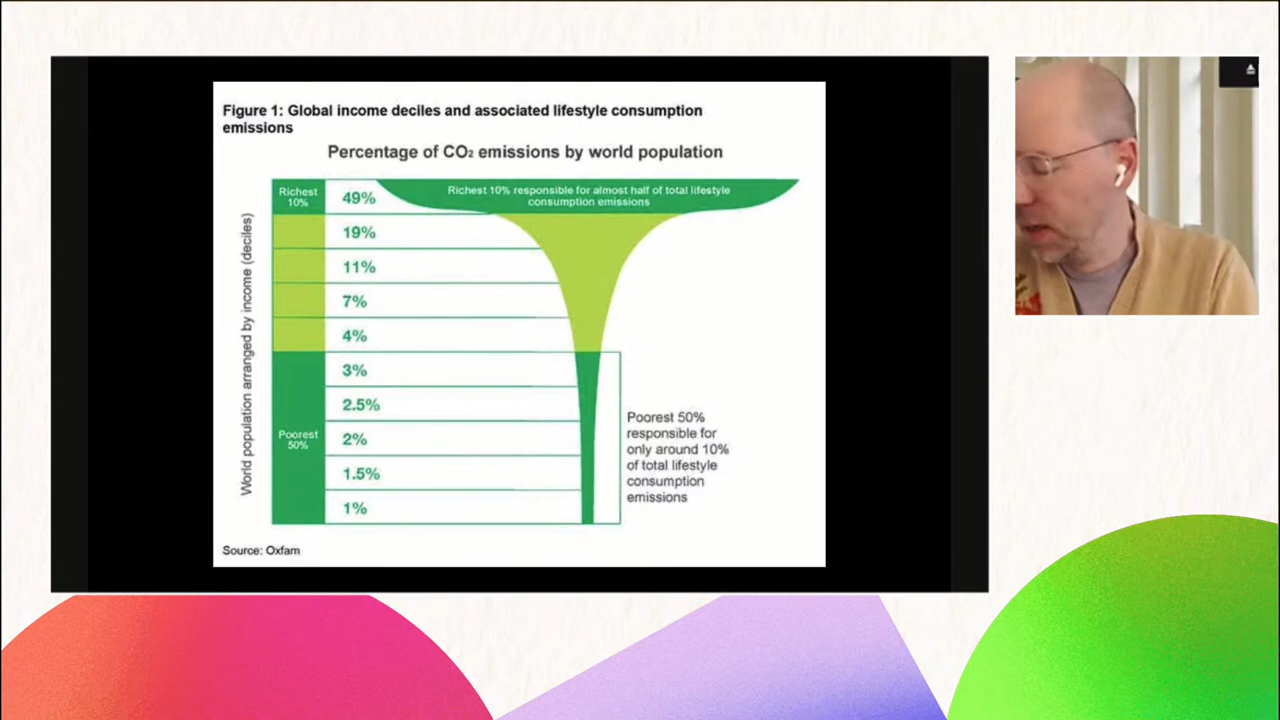 Figure 1: Global income deciles and associated lifestyle consumption
emissions
Percentage of CO₂ emissions by world population
World population arranged by income (deciles)
Richest
10%
49%
Richest 10% responsible for almost half of total lifestyle
consumption emissions
19%
11%
7%
4%
3%
2.5%
Poorest
50%
2%
1.5%
1%
Poorest 50%
responsible for
only around 10%
of total lifestyle
consumption
emissions
Source: Oxfam